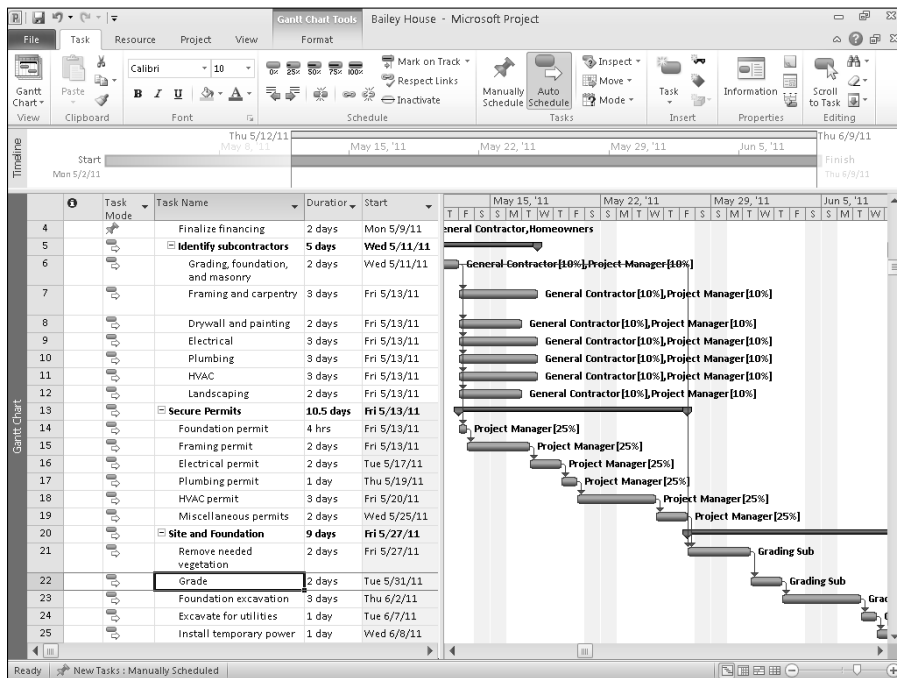 Gantt Chart Tools Bailey House - Microsoft Project
File Task Resource Project View Format
Calibri 10
B I U A
0% 25% 50% 75% 100%
Mark on Track
Respect Links
Inactivate
Inspect
Move
Mode
Gantt Chart
Paste
Manually Schedule
Auto Schedule
Task
Information
Scroll to Task
View Clipboard Font Schedule Tasks Insert Properties Editing
Timeline
Thu 5/12/11 Thu 6/9/11
May 8, '11 May 15, '11 May 22, '11 May 29, '11 Jun 5, '11
Start Finish
Mon 5/2/11 Thu 6/9/11
Gantt Chart
Task Mode Task Name Duration Start
May 15, '11 May 22, '11 May 29, '11 Jun 5, '11
T F S S M T W T F S S M T W T F S S M T W T F S S M T W
4 Finalize financing 2 days Mon 5/9/11 eneral Contractor,Homeowners
5 Identify subcontractors 5 days Wed 5/11/11
6 Grading, foundation, and masonry 2 days Wed 5/11/11 General Contractor[10%],Project Manager[10%]
7 Framing and carpentry 3 days Fri 5/13/11 General Contractor[10%],Project Manager[10%]
8 Drywall and painting 2 days Fri 5/13/11 General Contractor[10%],Project Manager[10%]
9 Electrical 3 days Fri 5/13/11 General Contractor[10%],Project Manager[10%]
10 Plumbing 3 days Fri 5/13/11 General Contractor[10%],Project Manager[10%]
11 HVAC 3 days Fri 5/13/11 General Contractor[10%],Project Manager[10%]
12 Landscaping 2 days Fri 5/13/11 General Contractor[10%],Project Manager[10%]
13 Secure Permits 10.5 days Fri 5/13/11
14 Foundation permit 4 hrs Fri 5/13/11 Project Manager[25%]
15 Framing permit 2 days Fri 5/13/11 Project Manager[25%]
16 Electrical permit 2 days Tue 5/17/11 Project Manager[25%]
17 Plumbing permit 1 day Thu 5/19/11 Project Manager[25%]
18 HVAC permit 3 days Fri 5/20/11 Project Manager[25%]
19 Miscellaneous permits 2 days Wed 5/25/11 Project Manager[25%]
20 Site and Foundation 9 days Fri 5/27/11
21 Remove needed vegetation 2 days Fri 5/27/11 Grading Sub
22 Grade 2 days Tue 5/31/11 Grading Sub
23 Foundation excavation 3 days Thu 6/2/11 Grad
24 Excavate for utilities 1 day Tue 6/7/11
25 Install temporary power 1 day Wed 6/8/11
Ready New Tasks : Manually Scheduled